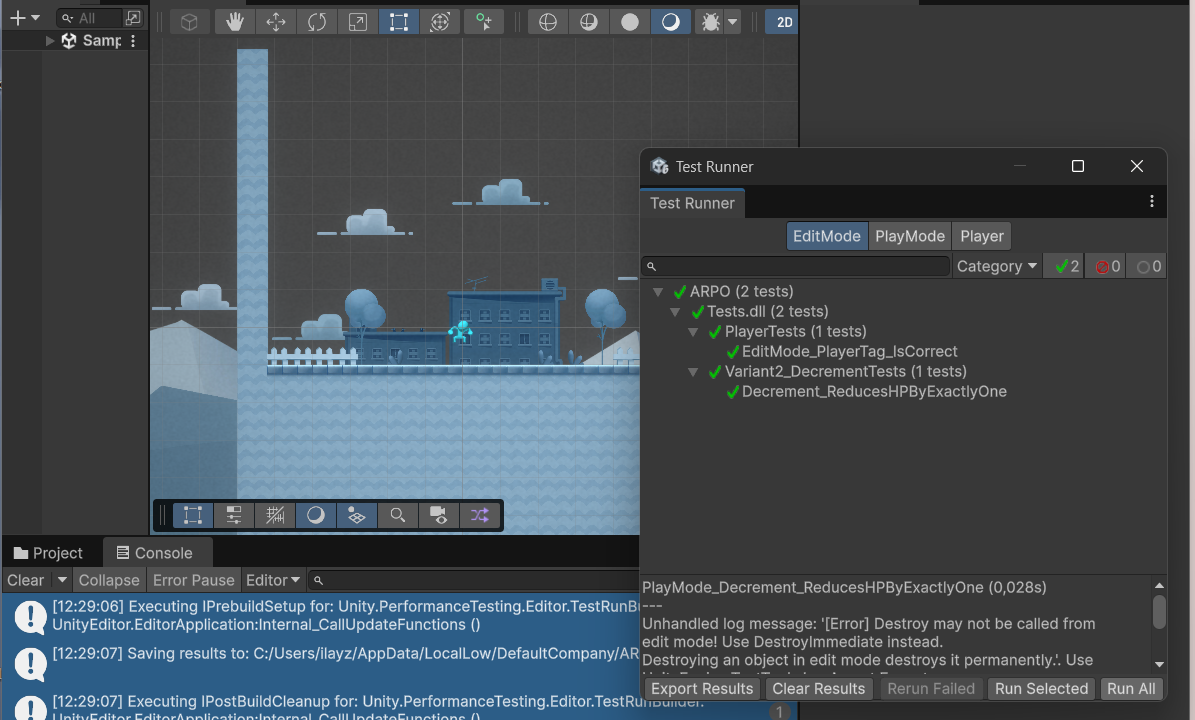 All
Samp
2D
Test Runner
Test Runner
EditMode
PlayMode
Player
Category
2
0
0
ARPO (2 tests)
Tests.dll (2 tests)
PlayerTests (1 tests)
EditMode_PlayerTag_IsCorrect
Variant2_DecrementTests (1 tests)
Decrement_ReducesHPByExactlyOne
PlayMode_Decrement_ReducesHPByExactlyOne (0,028s)
---
Unhandled log message: '[Error] Destroy may not be called from
edit mode! Use DestroyImmediate instead.
Destroying an object in edit mode destroys it permanently.'. Use
Export Results
Clear Results
Rerun Failed
Run Selected
Run All
Project
Console
Clear
Collapse
Error Pause
Editor
[12:29:06] Executing IPrebuildSetup for: Unity.PerformanceTesting.Editor.TestRunB
UnityEditor.EditorApplication:Internal_CallUpdateFunctions ()
[12:29:07] Saving results to: C:/Users/ilayz/AppData/LocalLow/DefaultCompany/AR
[12:29:07] Executing IPostBuildCleanup for: Unity.PerformanceTesting.Editor.TestRunBuilder.
UnityEditor.EditorApplication:Internal_CallUpdateFunctions ()
1